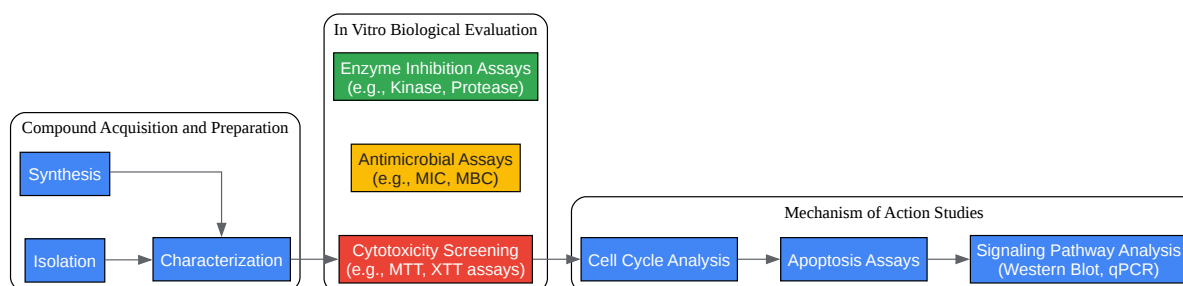 In Vitro Biological Evaluation
Enzyme Inhibition Assays
(e.g., Kinase, Protease)
Compound Acquisition and Preparation
Synthesis
Antimicrobial Assays
(e.g., MIC, MBC)
Mechanism of Action Studies
Isolation
Characterization
Cytotoxicity Screening
(e.g., MTT, XTT assays)
Cell Cycle Analysis
Apoptosis Assays
Signaling Pathway Analysis
(Western Blot, qPCR)